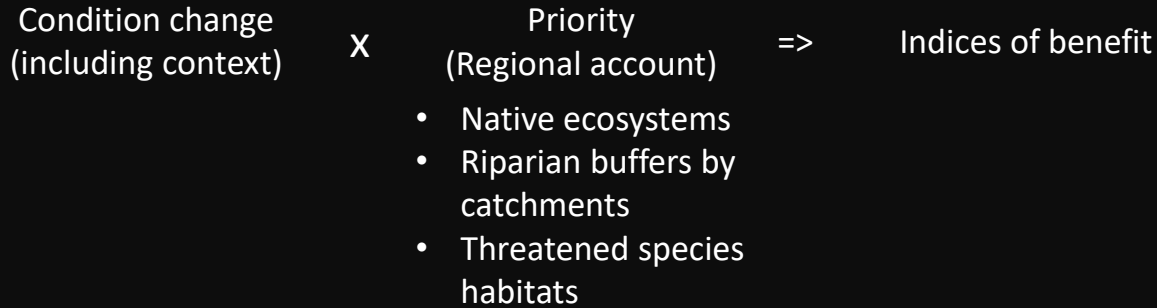 Condition change
(including context)
x
Priority
(Regional account)
=>
Indices of benefit
• Native ecosystems
• Riparian buffers by
catchments
• Threatened species
habitats